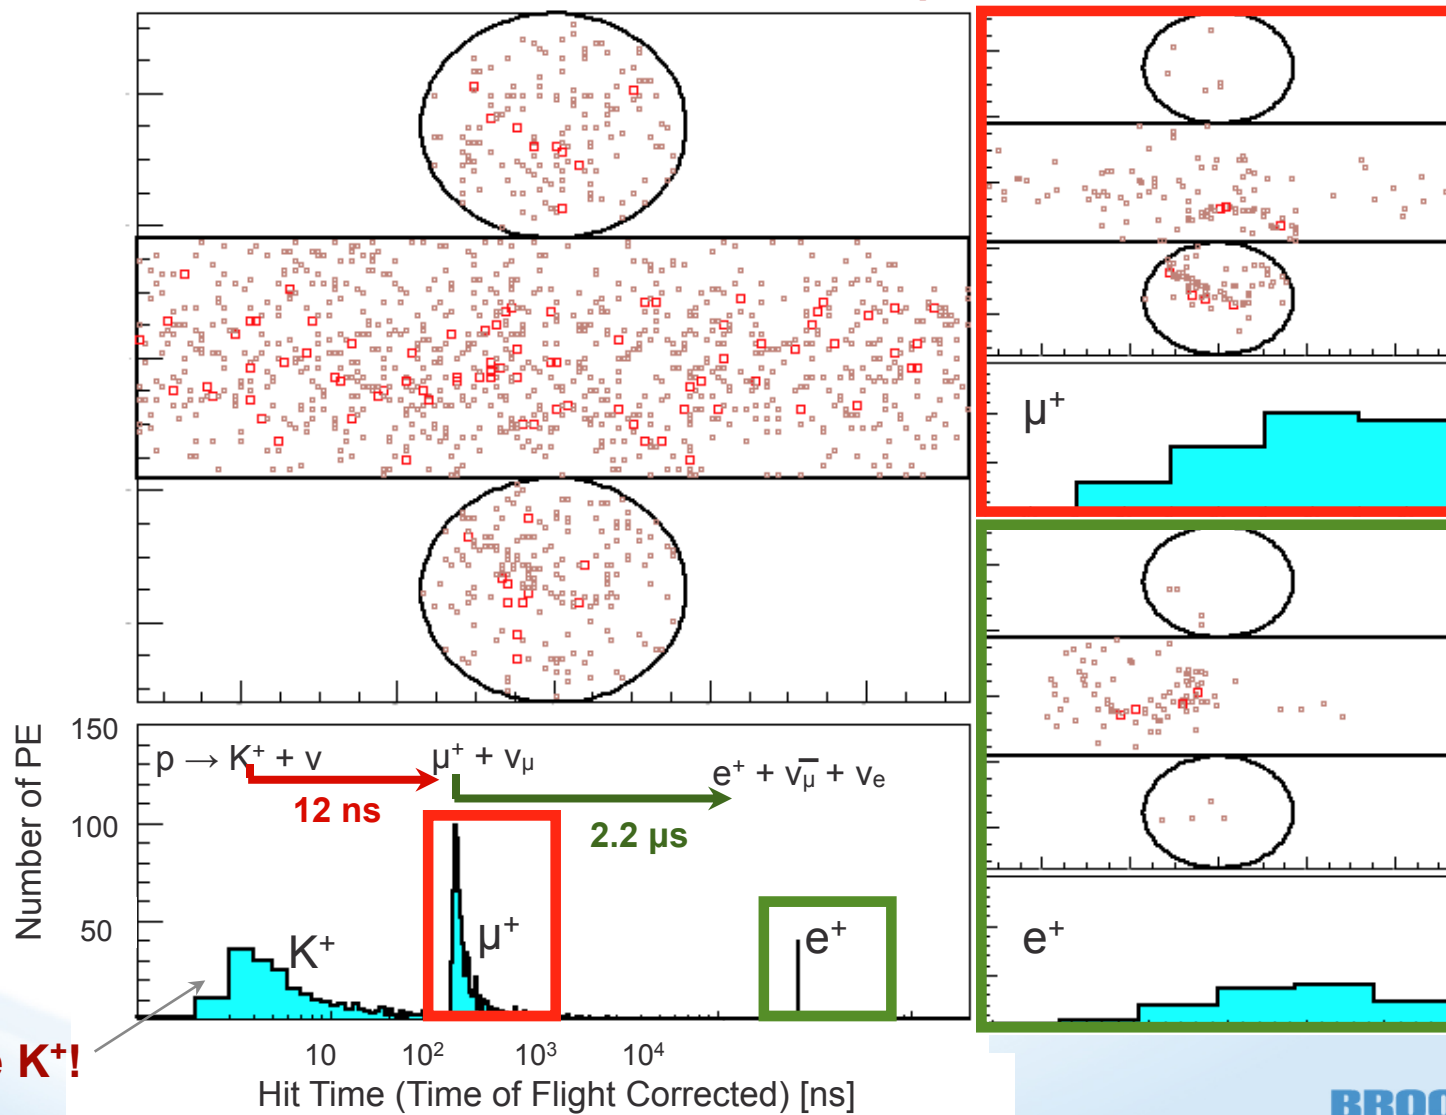 μ⁺
150
100
50
Number of PE
p → K⁺ + ν
μ⁺ + ν_μ
e⁺ + ν̅_μ + ν_e
12 ns
2.2 μs
K⁺
μ⁺
e⁺
e⁺
K⁺!
10 10² 10³ 10⁴
Hit Time (Time of Flight Corrected) [ns]